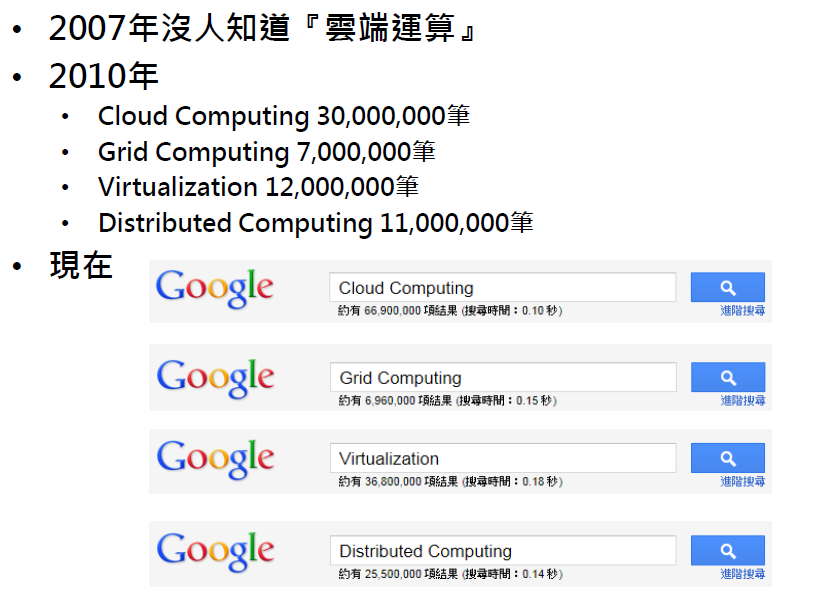 • 2007年沒人知道『雲端運算』
• 2010年
• Cloud Computing 30,000,000筆
• Grid Computing 7,000,000筆
• Virtualization 12,000,000筆
• Distributed Computing 11,000,000筆
• 現在
Google Cloud Computing
約有 66,900,000 項結果 (搜尋時間：0.10 秒) 進階搜尋
Google Grid Computing
約有 6,960,000 項結果 (搜尋時間：0.15 秒) 進階搜尋
Google Virtualization
約有 36,800,000 項結果 (搜尋時間：0.18 秒) 進階搜尋
Google Distributed Computing
約有 25,500,000 項結果 (搜尋時間：0.14 秒) 進階搜尋